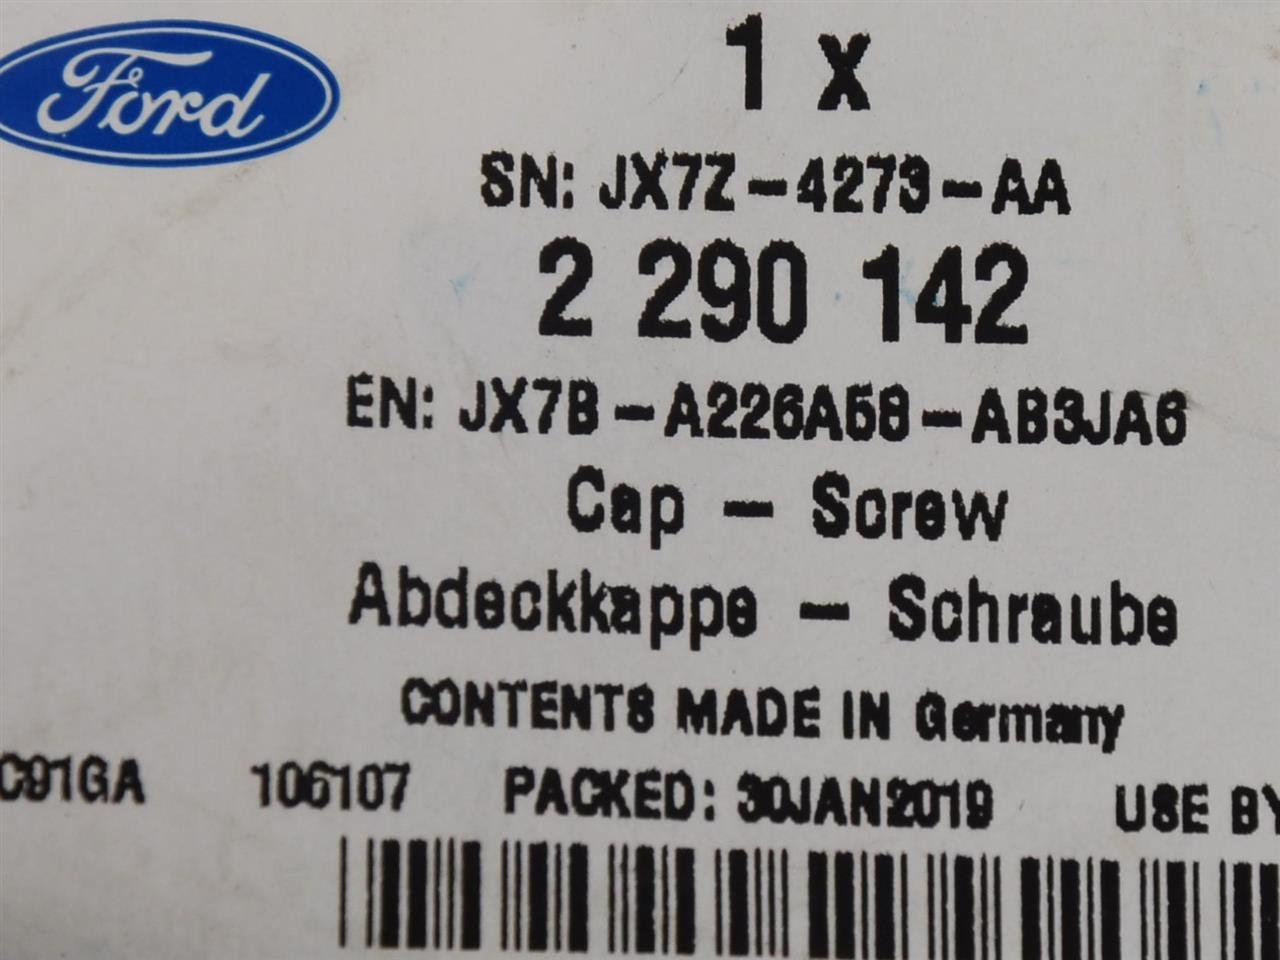 Ford
1 x
SN: JX7Z-4273-AA
2 290 142
EN: JX7B-A226A58-AB3JA6
Cap - Screw
Abdeckkappe - Schraube
CONTENTS MADE IN Germany
C91GA 106107 PACKED: 30JAN2019 USE BY